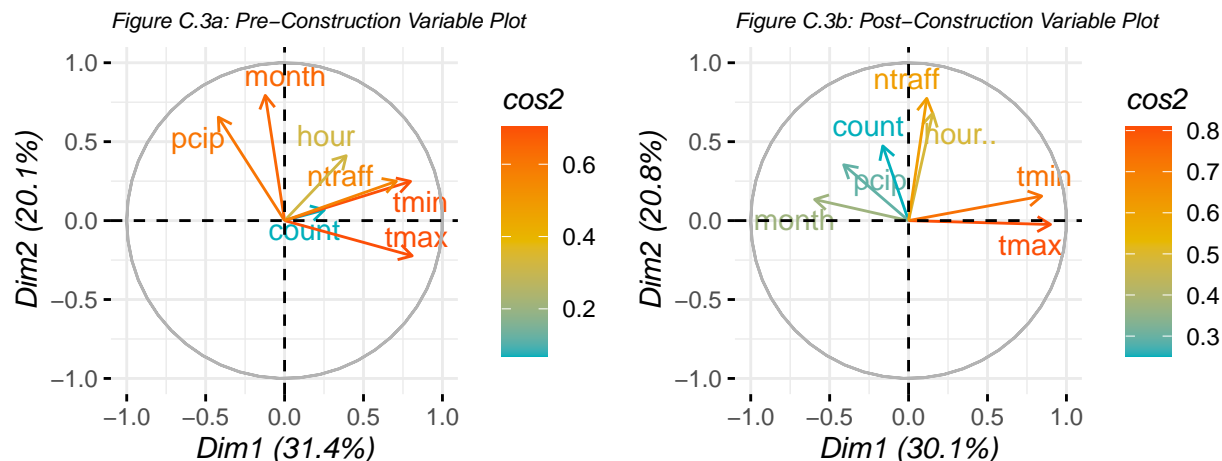 Figure C.3a: Pre−Construction Variable Plot
1.0
0.5
0.0
−0.5
−1.0
−1.0
−0.5
0.0
0.5
1.0
Dim2 (20.1%)
Dim1 (31.4%)
month
pcip
hour
ntraff
tmin
count
tmax
cos2
0.6
0.4
0.2
Figure C.3b: Post−Construction Variable Plot
1.0
0.5
0.0
−0.5
−1.0
−1.0
−0.5
0.0
0.5
1.0
Dim2 (20.8%)
Dim1 (30.1%)
ntraff
count
hour..
pcip
tmin
month
tmax
cos2
0.8
0.7
0.6
0.5
0.4
0.3